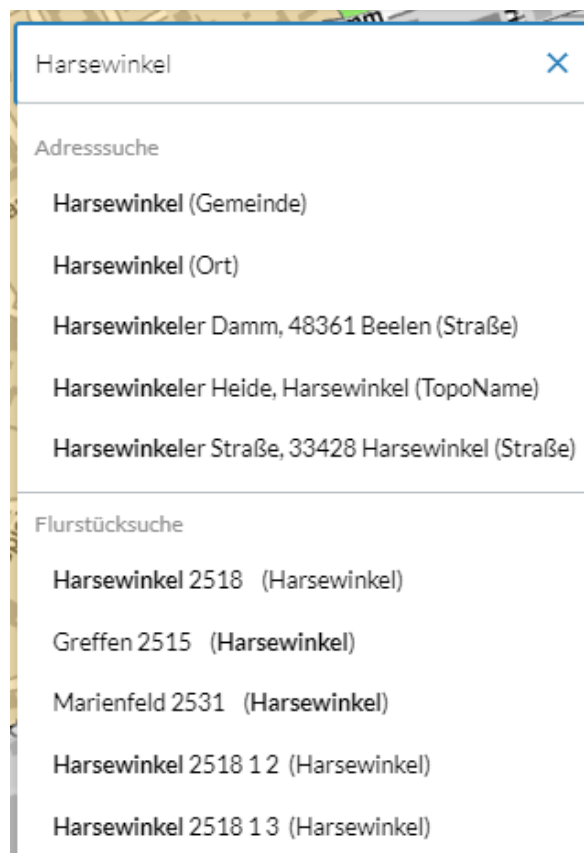 Harsewinkel
Adresssuche
Harsewinkel (Gemeinde)
Harsewinkel (Ort)
Harsewinkeler Damm, 48361 Beelen (Straße)
Harsewinkeler Heide, Harsewinkel (TopoName)
Harsewinkeler Straße, 33428 Harsewinkel (Straße)
Flurstücksuche
Harsewinkel 2518 (Harsewinkel)
Greffen 2515 (Harsewinkel)
Marienfeld 2531 (Harsewinkel)
Harsewinkel 2518 1 2 (Harsewinkel)
Harsewinkel 2518 1 3 (Harsewinkel)